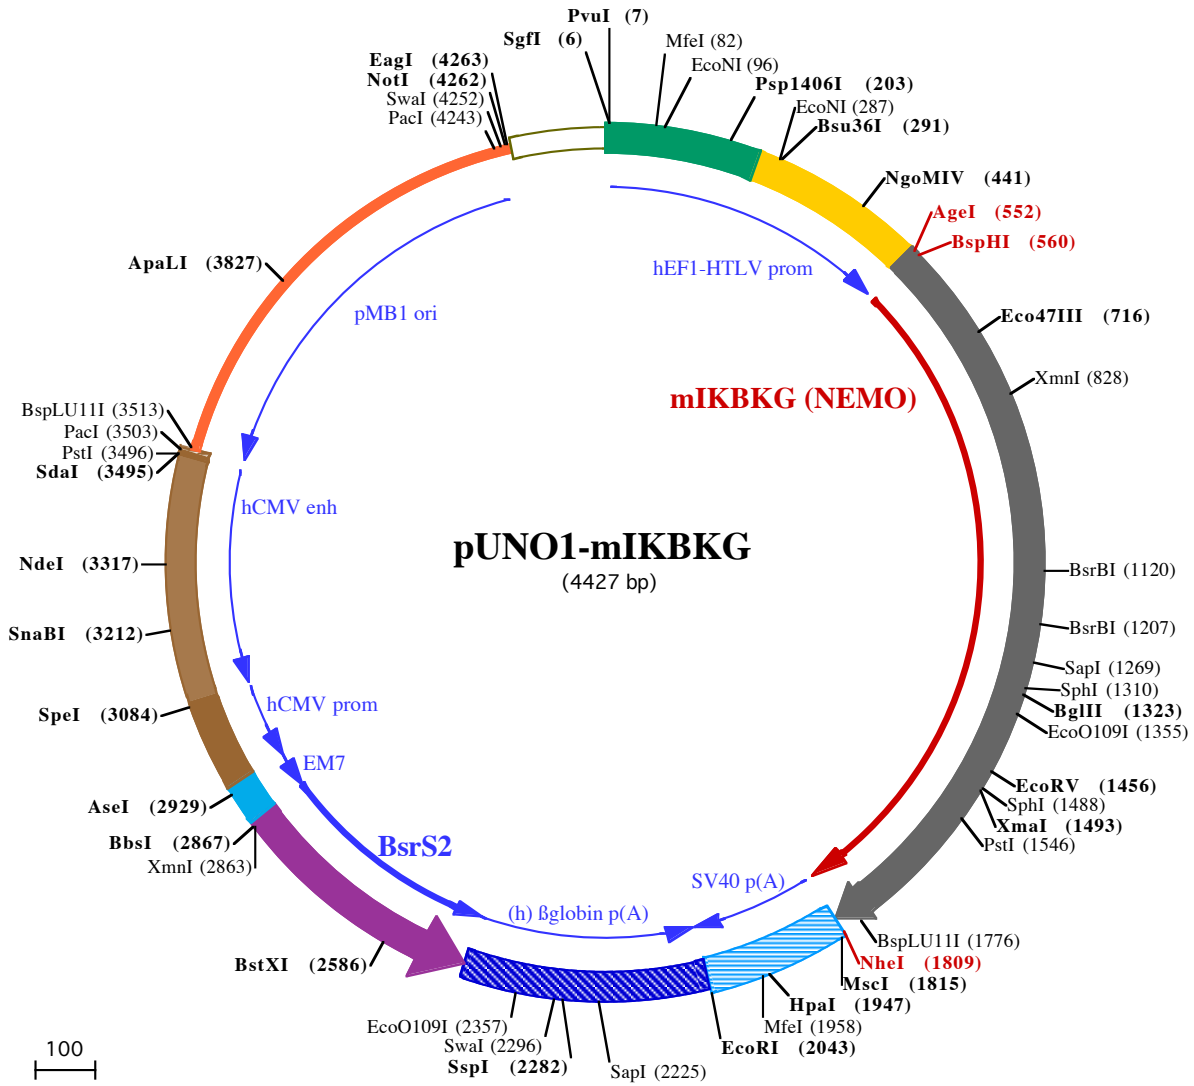 PvuI (7)
SgfI (6)
MfeI (82)
EcoNI (96)
Psp1406I (203)
EcoNI (287)
Bsu36I (291)
NgoMIV (441)
AgeI (552)
BspHI (560)
Eco47III (716)
XmnI (828)
BsrBI (1120)
BsrBI (1207)
SapI (1269)
SphI (1310)
BglII (1323)
EcoO109I (1355)
EcoRV (1456)
SphI (1488)
XmaI (1493)
PstI (1546)
BspLU11I (1776)
NheI (1809)
MscI (1815)
HpaI (1947)
MfeI (1958)
EcoRI (2043)
SapI (2225)
SspI (2282)
SwaI (2296)
EcoO109I (2357)
BstXI (2586)
XmnI (2863)
BbsI (2867)
AseI (2929)
SpeI (3084)
SnaBI (3212)
NdeI (3317)
SdaI (3495)
PstI (3496)
PacI (3503)
BspLU11I (3513)
ApaLI (3827)
PacI (4243)
SwaI (4252)
NotI (4262)
EagI (4263)
hEF1-HTLV prom
pMB1 ori
mIKBKG (NEMO)
hCMV enh
pUNO1-mIKBKG
(4427 bp)
hCMV prom
EM7
BsrS2
SV40 p(A)
(h) ßglobin p(A)
100